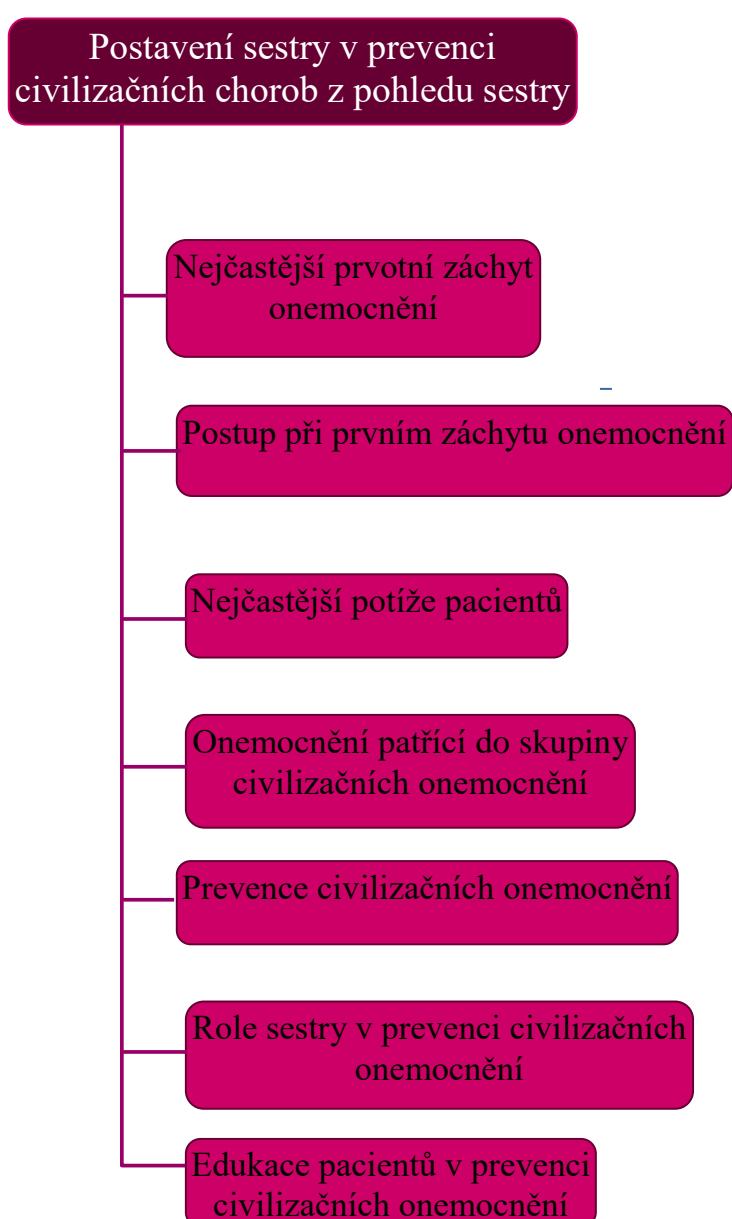 Postavení sestry v prevenci
civilizačních chorob z pohledu sestry
Nejčastější prvotní záchyt
onemocnění
Postup při prvním záchytu onemocnění
Nejčastější potíže pacientů
Onemocnění patřící do skupiny
civilizačních onemocnění
Prevence civilizačních onemocnění
Role sestry v prevenci civilizačních
onemocnění
Edukace pacientů v prevenci
civilizačních onemocnění